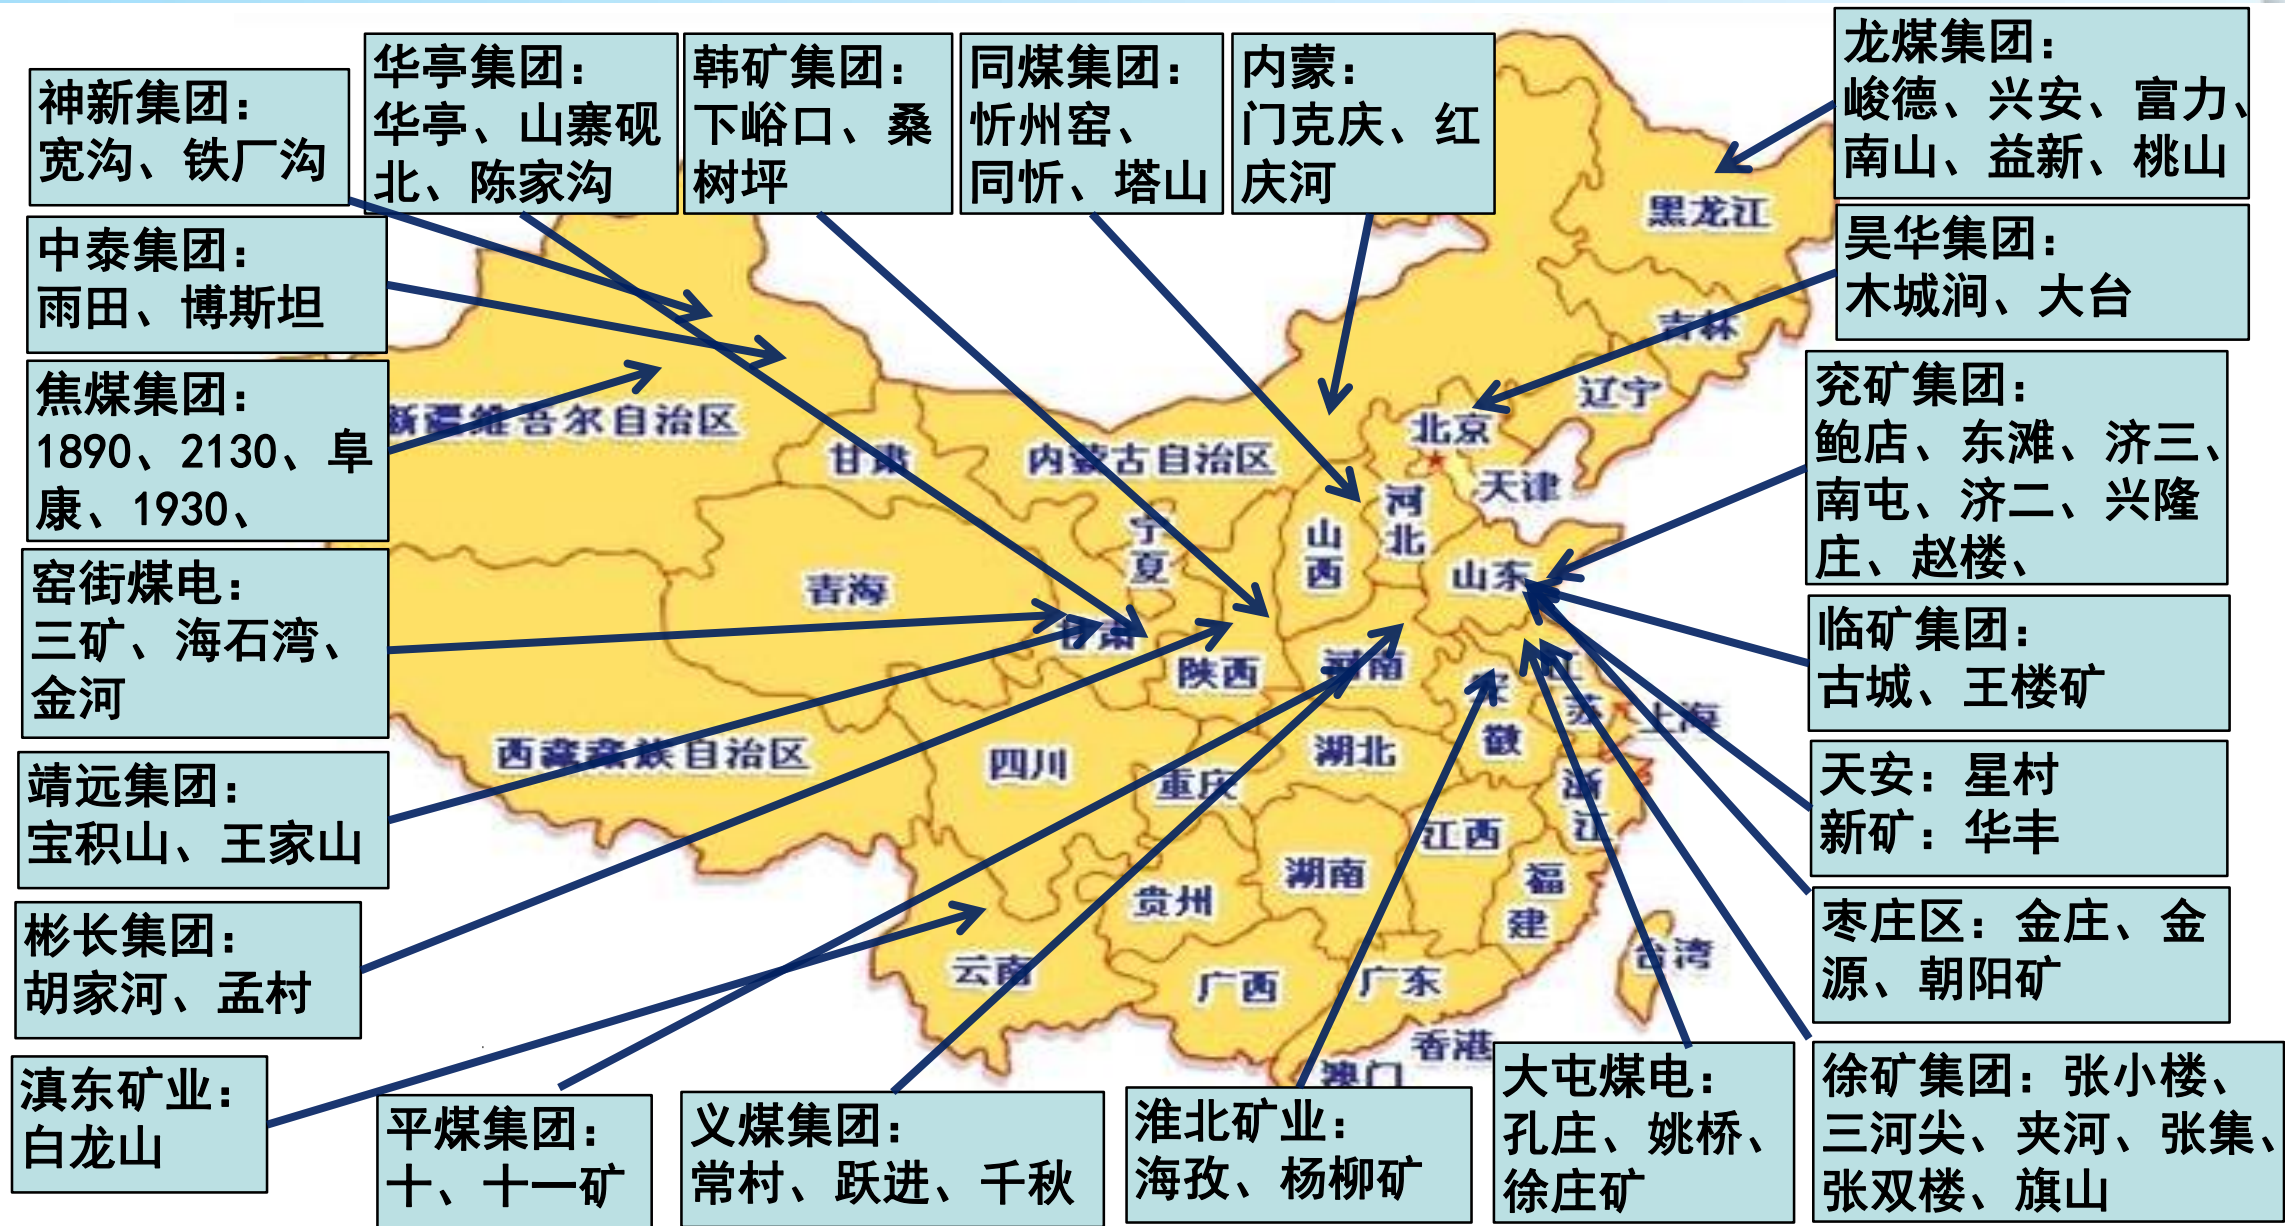 神新集团：
宽沟、铁厂沟
华亭集团：
华亭、山寨砚
北、陈家沟
韩矿集团：
下峪口、桑
树坪
同煤集团：
忻州窑、
同忻、塔山
内蒙：
门克庆、红
庆河
龙煤集团：
峻德、兴安、富力、
南山、益新、桃山
中泰集团：
雨田、博斯坦
昊华集团：
木城涧、大台
焦煤集团：
1890、2130、阜
康、1930、
兖矿集团：
鲍店、东滩、济三、
南屯、济二、兴隆
庄、赵楼、
窑街煤电：
三矿、海石湾、
金河
临矿集团：
古城、王楼矿
靖远集团：
宝积山、王家山
天安：星村
新矿：华丰
彬长集团：
胡家河、孟村
枣庄区：金庄、金
源、朝阳矿
滇东矿业：
白龙山
平煤集团：
十、十一矿
义煤集团：
常村、跃进、千秋
淮北矿业：
海孜、杨柳矿
大屯煤电：
孔庄、姚桥、
徐庄矿
徐矿集团：张小楼、
三河尖、夹河、张集、
张双楼、旗山
黑龙江
吉林
辽宁
北京
天津
新疆维吾尔自治区
甘肃
内蒙古自治区
宁
夏
山
西
河
北
山东
青海
甘肃
陕西
河南
江
苏
安
徽
上海
西藏族自治区
四川
重庆
湖北
浙
江
江西
湖南
贵州
福
建
云南
广西
广东
台湾
香港
澳门